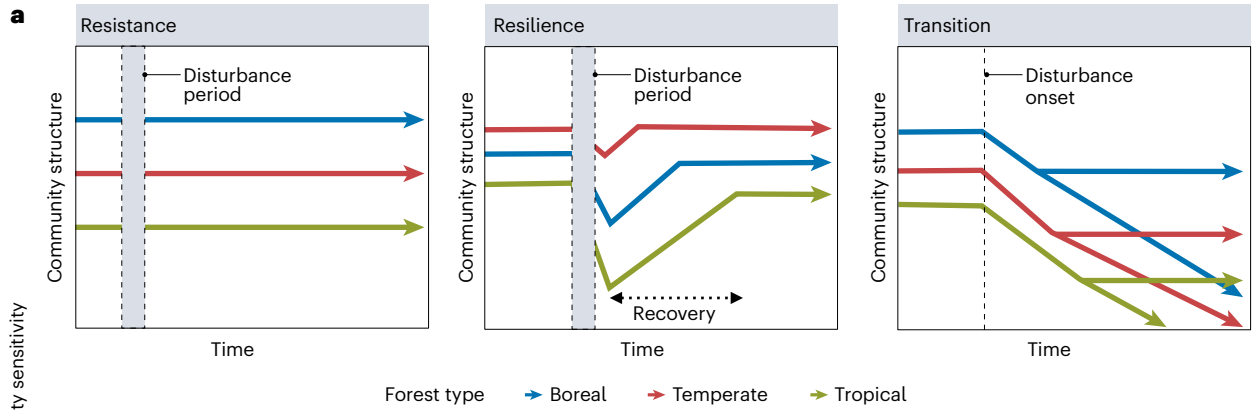 a
Resistance
Resilience
Transition
Disturbance
period
Disturbance
period
Disturbance
onset
Community structure
Community structure
Community structure
Recovery
Time
Time
Time
ty sensitivity
Forest type
Boreal
Temperate
Tropical